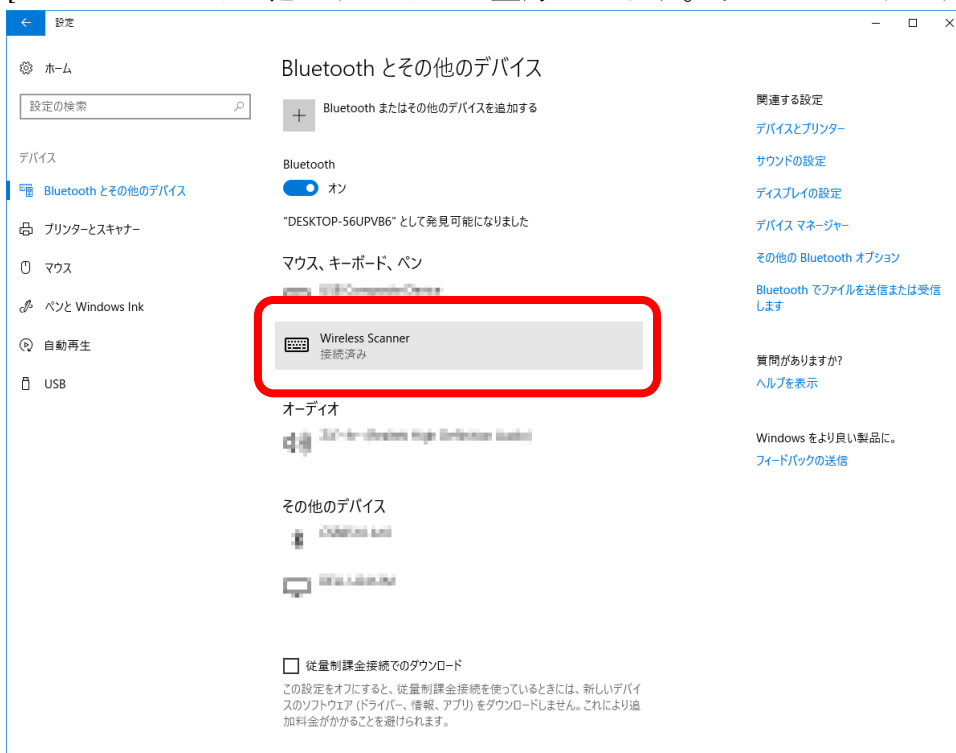 設定
ホーム
設定の検索
デバイス
Bluetooth とその他のデバイス
プリンターとスキャナー
マウス
ペンと Windows Ink
自動再生
USB
Bluetooth とその他のデバイス
Bluetooth またはその他のデバイスを追加する
Bluetooth
オン
"DESKTOP-56UPVB6" として発見可能になりました
マウス、キーボード、ペン
Wireless Scanner
接続済み
オーディオ
その他のデバイス
従量制課金接続でのダウンロード
この設定をオフにすると、従量制課金接続を使っているときには、新しいデバイ
スのソフトウェア (ドライバー、情報、アプリ) をダウンロードしません。これにより追
加料金がかかることを避けられます。
関連する設定
デバイスとプリンター
サウンドの設定
ディスプレイの設定
デバイス マネージャー
その他の Bluetooth オプション
Bluetooth でファイルを送信または受信
します
質問がありますか?
ヘルプを表示
Windows をより良い製品に。
フィードバックの送信